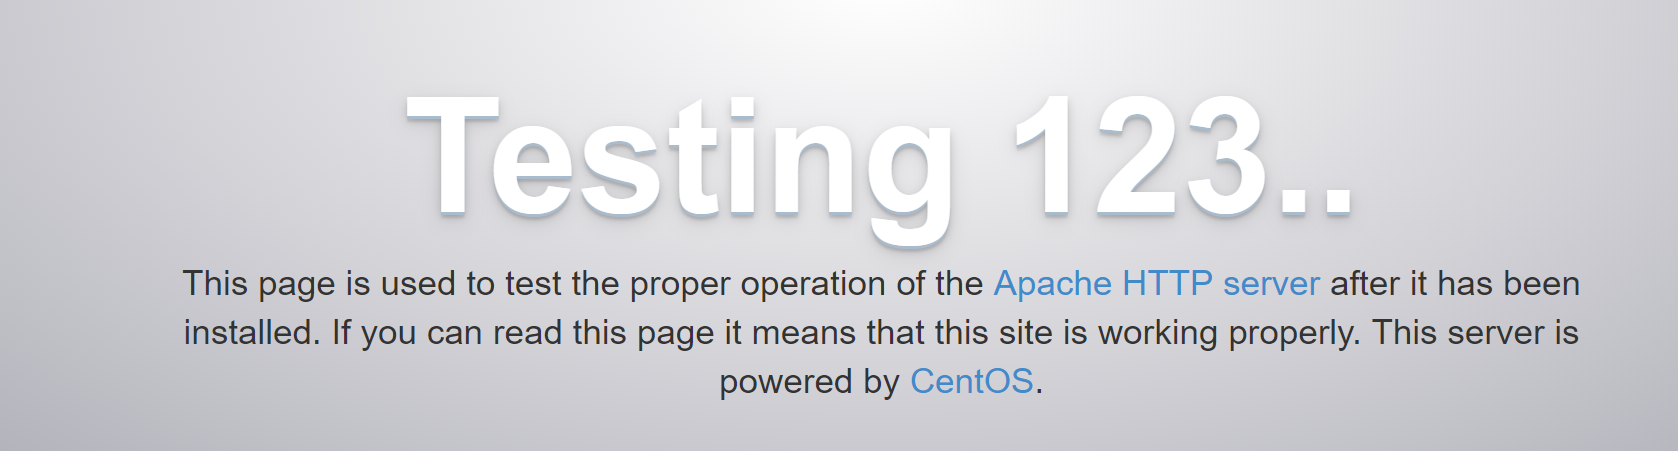 Testing 123..
This page is used to test the proper operation of the Apache HTTP server after it has been
installed. If you can read this page it means that this site is working properly. This server is
powered by CentOS.